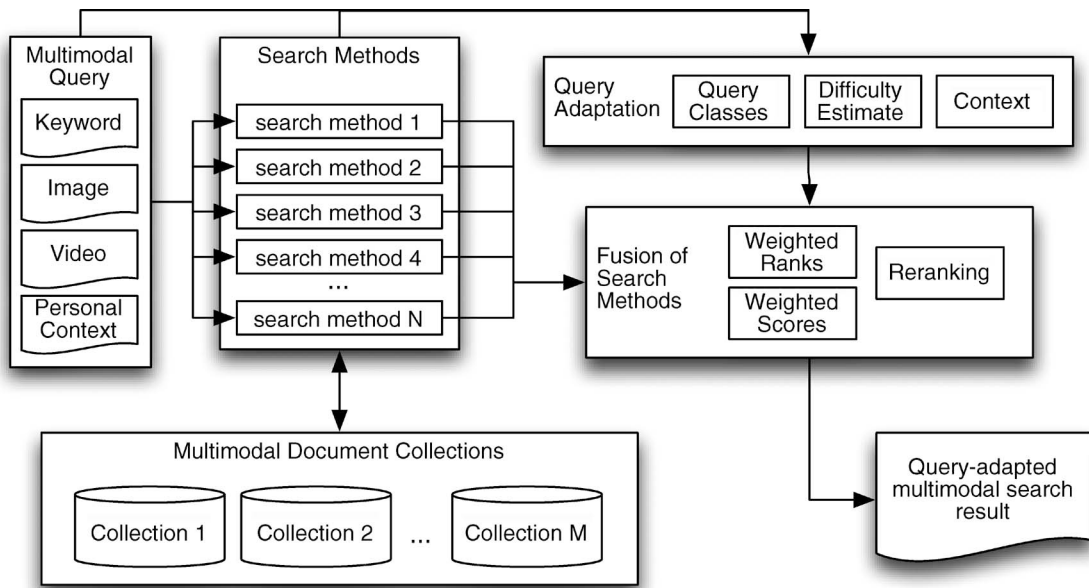 Multimodal
Query
Keyword
Image
Video
Personal
Context
Search Methods
search method 1
search method 2
search method 3
search method 4
...
search method N
Query
Adaptation
Query
Classes
Difficulty
Estimate
Context
Fusion of
Search
Methods
Weighted
Ranks
Weighted
Scores
Reranking
Multimodal Document Collections
Collection 1
Collection 2
...
Collection M
Query-adapted
multimodal search
result